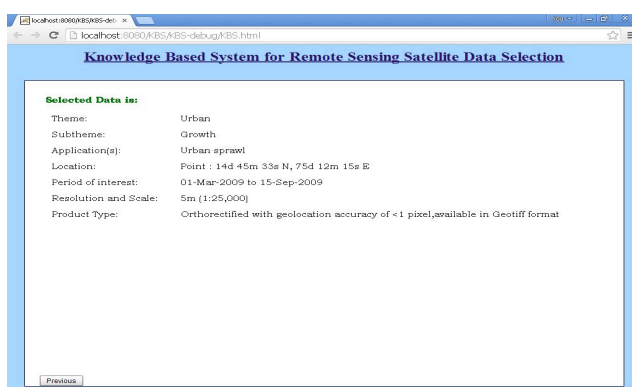 localhost:8080/KBS/KBS-deb
localhost:8080/KBS/KBS-debug/KBS.html
Knowledge Based System for Remote Sensing Satellite Data Selection
Selected Data is:
Theme: Urban
Subtheme: Growth
Application(s): Urban sprawl
Location: Point : 14d 45m 33s N, 75d 12m 15s E
Period of interest: 01-Mar-2009 to 15-Sep-2009
Resolution and Scale: 5m (1:25,000)
Product Type: Orthorectified with geolocation accuracy of <1 pixel,available in Geotiff format
Previous